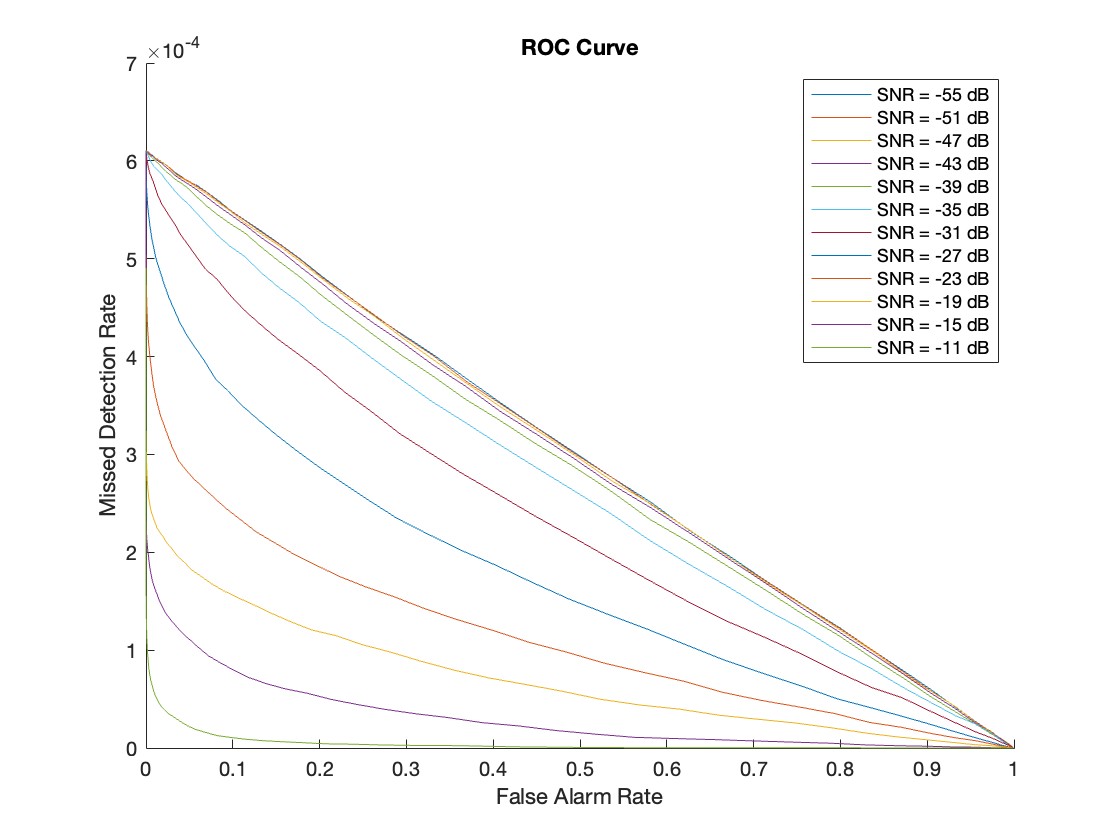 ROC Curve
×10-4
7
6
5
4
3
2
1
0
Missed Detection Rate
0 0.1 0.2 0.3 0.4 0.5 0.6 0.7 0.8 0.9 1
False Alarm Rate
SNR = -55 dB
SNR = -51 dB
SNR = -47 dB
SNR = -43 dB
SNR = -39 dB
SNR = -35 dB
SNR = -31 dB
SNR = -27 dB
SNR = -23 dB
SNR = -19 dB
SNR = -15 dB
SNR = -11 dB